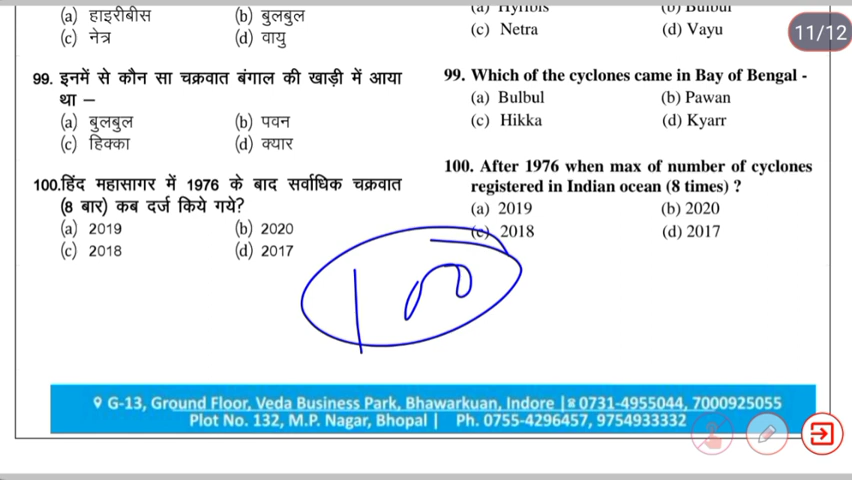 (a) हाइरीबीस (b) बुलबुल
(c) नेत्र (d) वायु
99. इनमें से कौन सा चक्रवात बंगाल की खाड़ी में आया
था –
(a) बुलबुल (b) पवन
(c) हिक्का (d) क्यार
100.हिंद महासागर में 1976 के बाद सर्वाधिक चक्रवात
(8 बार) कब दर्ज किये गये?
(a) 2019 (b) 2020
(c) 2018 (d) 2017
(b) Bulbul
(c) Netra (d) Vayu
99. Which of the cyclones came in Bay of Bengal -
(a) Bulbul (b) Pawan
(c) Hikka (d) Kyarr
100. After 1976 when max of number of cyclones
registered in Indian ocean (8 times) ?
(a) 2019 (b) 2020
(c) 2018 (d) 2017
11/12
100
G-13, Ground Floor, Veda Business Park, Bhawarkuan, Indore | 0731-4955044, 7000925055
Plot No. 132, M.P. Nagar, Bhopal | Ph. 0755-4296457, 9754933332